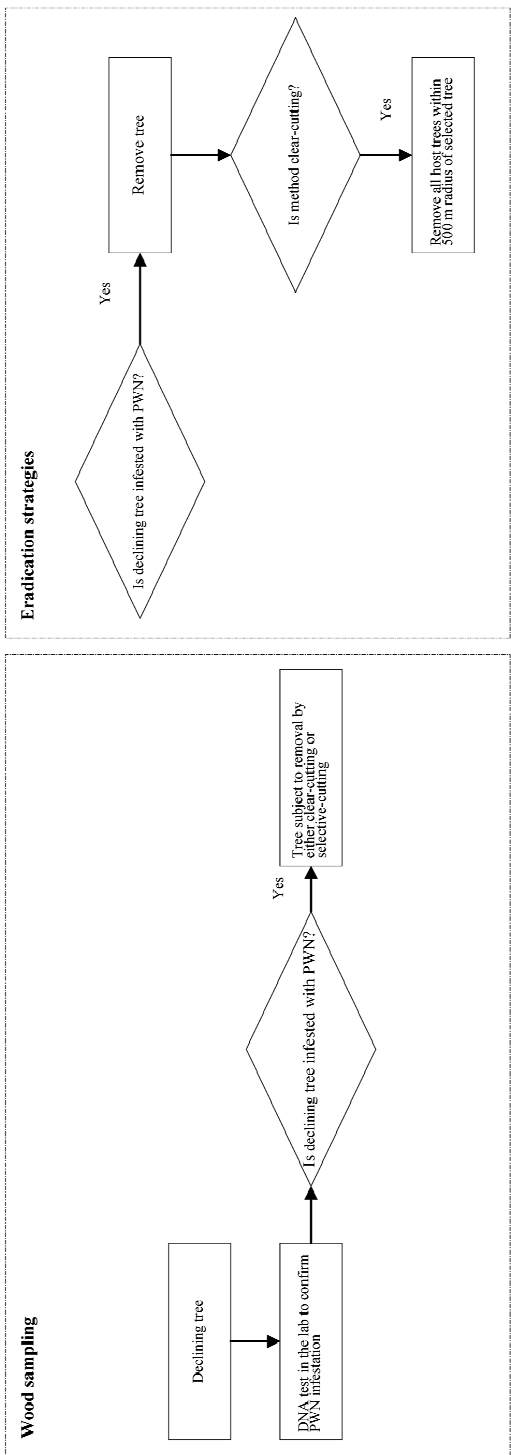 Wood sampling
Declining tree
DNA test in the lab to confirm
PWN infestation
Is declining tree infested with PWN?
Yes
Tree subject to removal by
either clear-cutting or
selective-cutting
Eradication strategies
Is declining tree infested with PWN?
Yes
Remove tree
Is method clear-cutting?
Yes
Remove all host trees within
500 m radius of selected tree